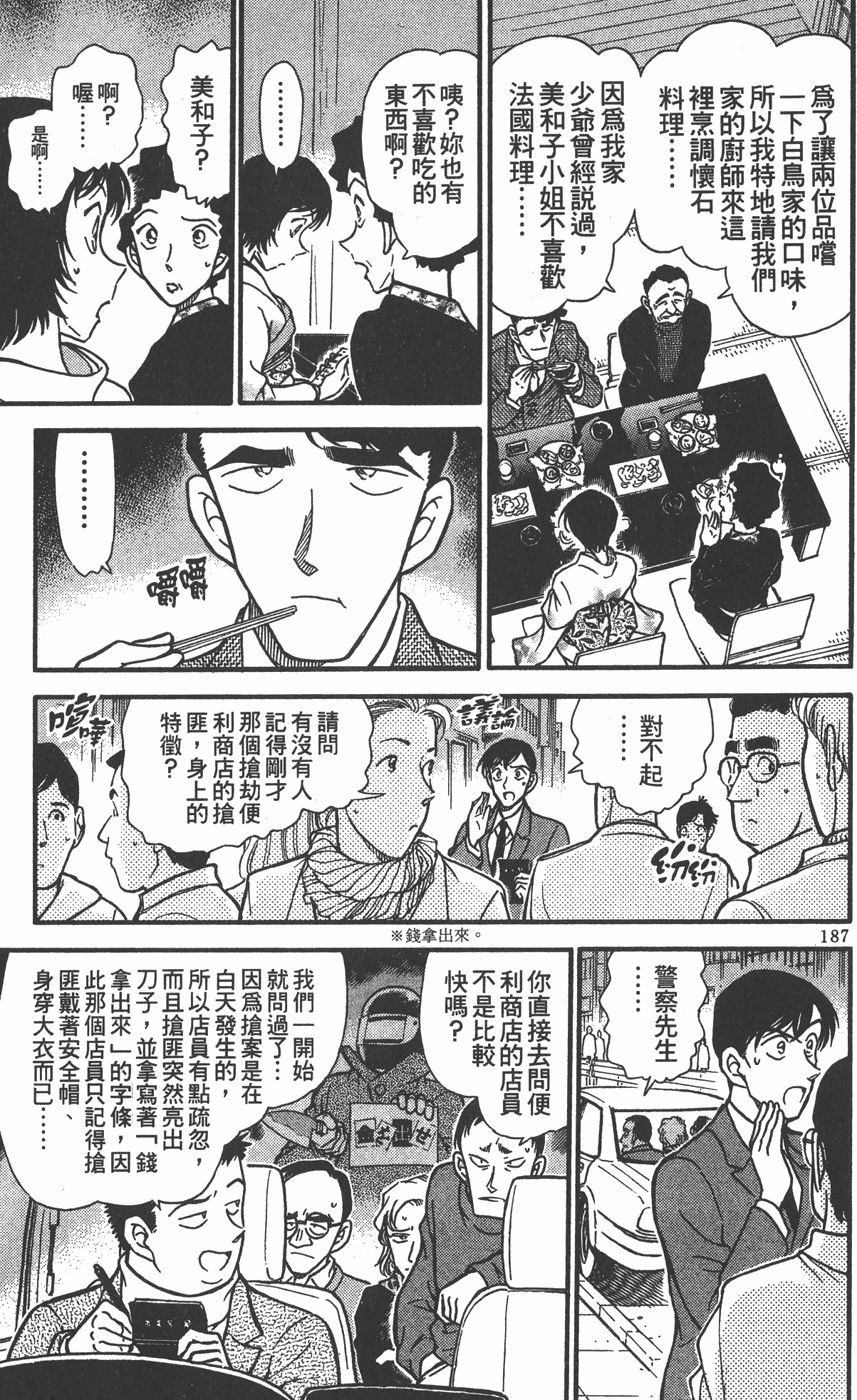 為了讓兩位品嚐
一下白鳥家的口味，
所以我特地請我們
家的廚師來這
裡烹調懷石
料理……
因為我家
少爺曾經説過，
美和子小姐不喜歡
法國料理……
咦？妳也有
不喜歡吃的
東西啊？
………
美和子？
啊？
喔……
是啊……
………
嚼
嚼
對不起
……
議論
紛紛
請問
有沒有人
記得剛才
那個搶劫便
利商店的搶
匪，身上的
特徵？
喧嘩
※錢拿出來。
187
警察先生
……
你直接去問便
利商店的店員
不是比較
快嗎？
金を出せ
我們一開始
就問過了…
因為搶案是在
白天發生的，
所以店員有點疏忽，
而且搶匪突然亮出
刀子，並拿寫著「錢
拿出來」的字條，因
此那個店員只記得搶
匪戴著安全帽、
身穿大衣而已……